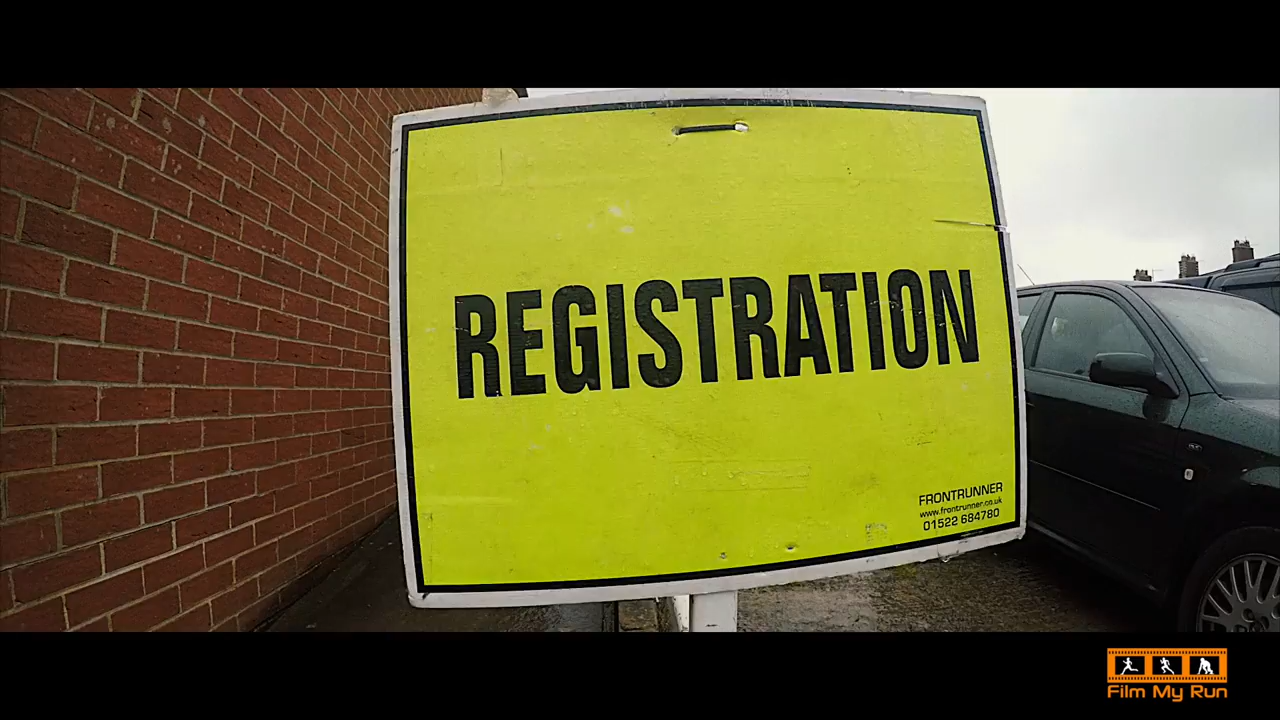 REGISTRATION
FRONTRUNNER
www.frontrunner.co.uk
01522 684780
Film My Run